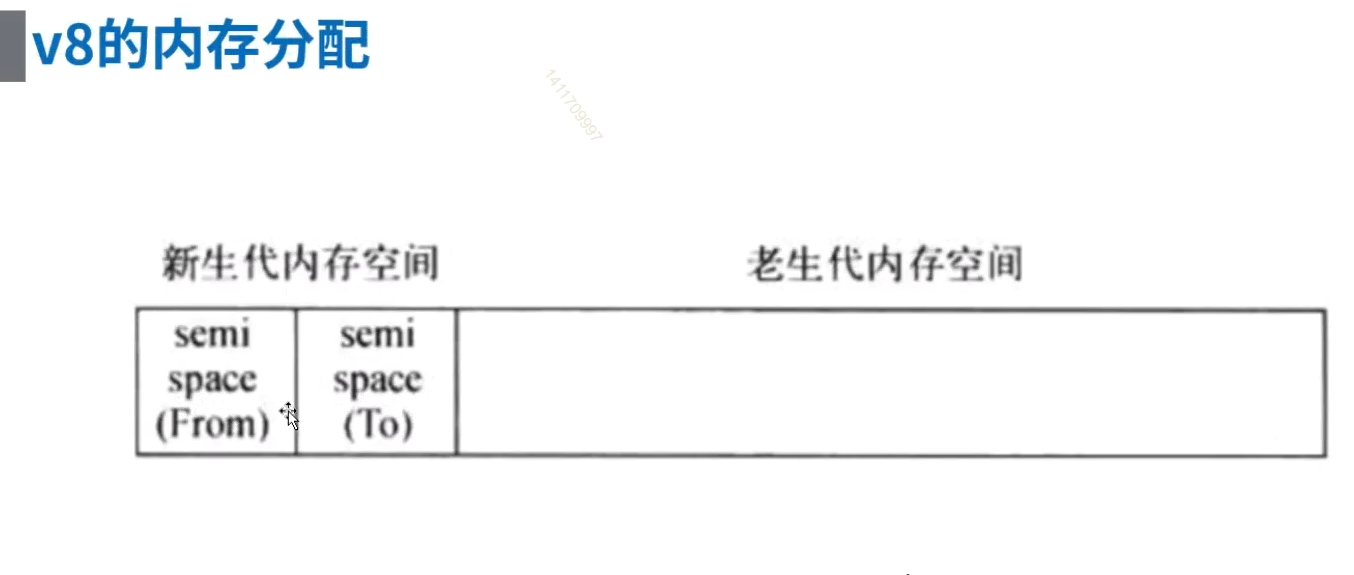 v8的内存分配
1411709997
新生代内存空间
老生代内存空间
semi
space
(From)
semi
space
(To)